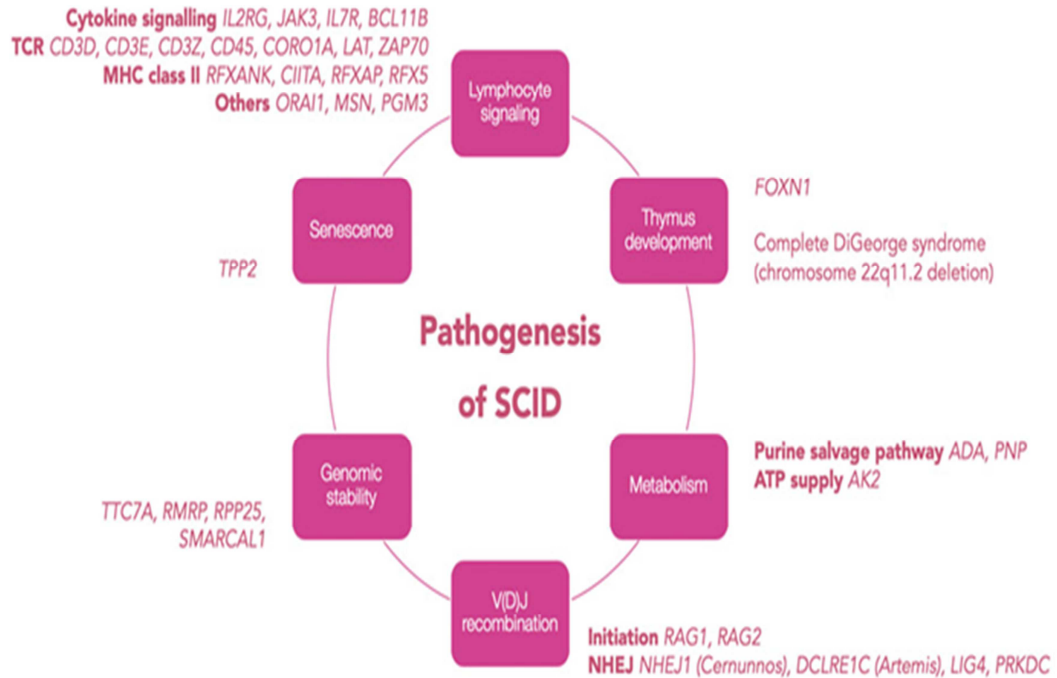 Cytokine signalling IL2RG, JAK3, IL7R, BCL11B
TCR CD3D, CD3E, CD3Z, CD45, CORO1A, LAT, ZAP70
MHC class II RFXANK, CIITA, RFXAP, RFX5
Others ORAI1, MSN, PGM3
Lymphocyte
signaling
Senescence
TPP2
Thymus
development
FOXN1
Complete DiGeorge syndrome
(chromosome 22q11.2 deletion)
Pathogenesis
of SCID
Genomic
stability
TTC7A, RMRP, RPP25,
SMARCAL1
Metabolism
Purine salvage pathway ADA, PNP
ATP supply AK2
V(D)J
recombination
Initiation RAG1, RAG2
NHEJ NHEJ1 (Cernunnos), DCLRE1C (Artemis), LIG4, PRKDC